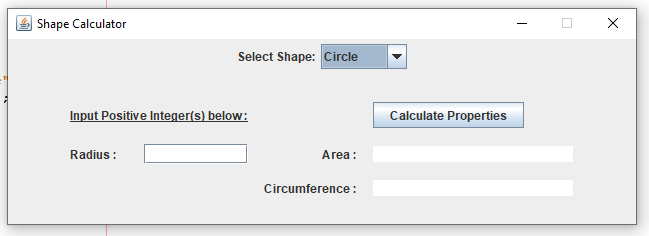 Shape Calculator
Select Shape: Circle
Input Positive Integer(s) below:
Calculate Properties
Radius :
Area :
Circumference :